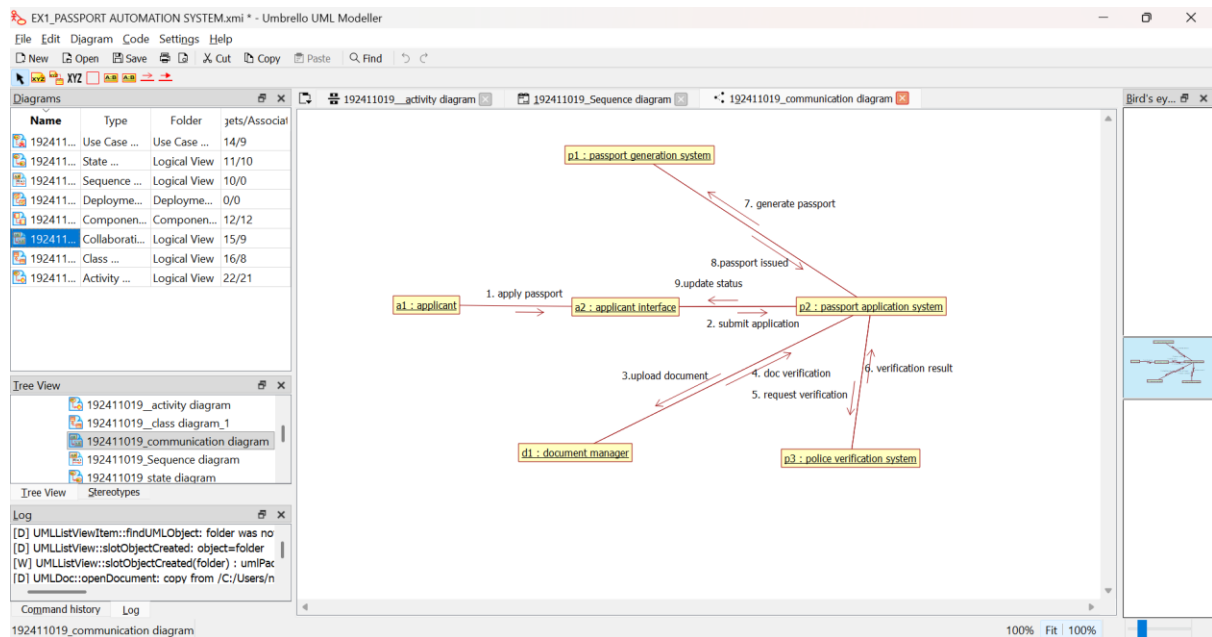 EX1_PASSPORT AUTOMATION SYSTEM.xmi * - Umbrello UML Modeller
File Edit Diagram Code Settings Help
New Open Save Cut Copy Paste Find
XYZ XYZ A:B A:B
Diagrams
192411019__activity diagram 192411019_Sequence diagram 192411019_communication diagram
Bird's ey...
Name Type Folder gets/Associat
192411... Use Case ... Use Case ... 14/9
192411... State ... Logical View 11/10
192411... Sequence ... Logical View 10/0
192411... Deployme... Deployme... 0/0
192411... Componen... Componen... 12/12
192411... Collaborati... Logical View 15/9
192411... Class ... Logical View 16/8
192411... Activity ... Logical View 22/21
p1 : passport generation system
7. generate passport
8.passport issued
9.update status
1. apply passport
a1 : applicant
a2 : applicant interface
p2 : passport application system
2. submit application
3.upload document
4. doc verification
6. verification result
5. request verification
d1 : document manager
p3 : police verification system
Tree View
192411019__activity diagram
192411019__class diagram_1
192411019_communication diagram
192411019_Sequence diagram
192411019 state diagram
Tree View Stereotypes
Log
[D] UMLListViewItem::findUMLObject: folder was no
[D] UMLListView::slotObjectCreated: object=folder
[W] UMLListView::slotObjectCreated(folder) : umlPac
[D] UMLDoc::openDocument: copy from /C:/Users/n
Command history Log
192411019_communication diagram
100% Fit 100%